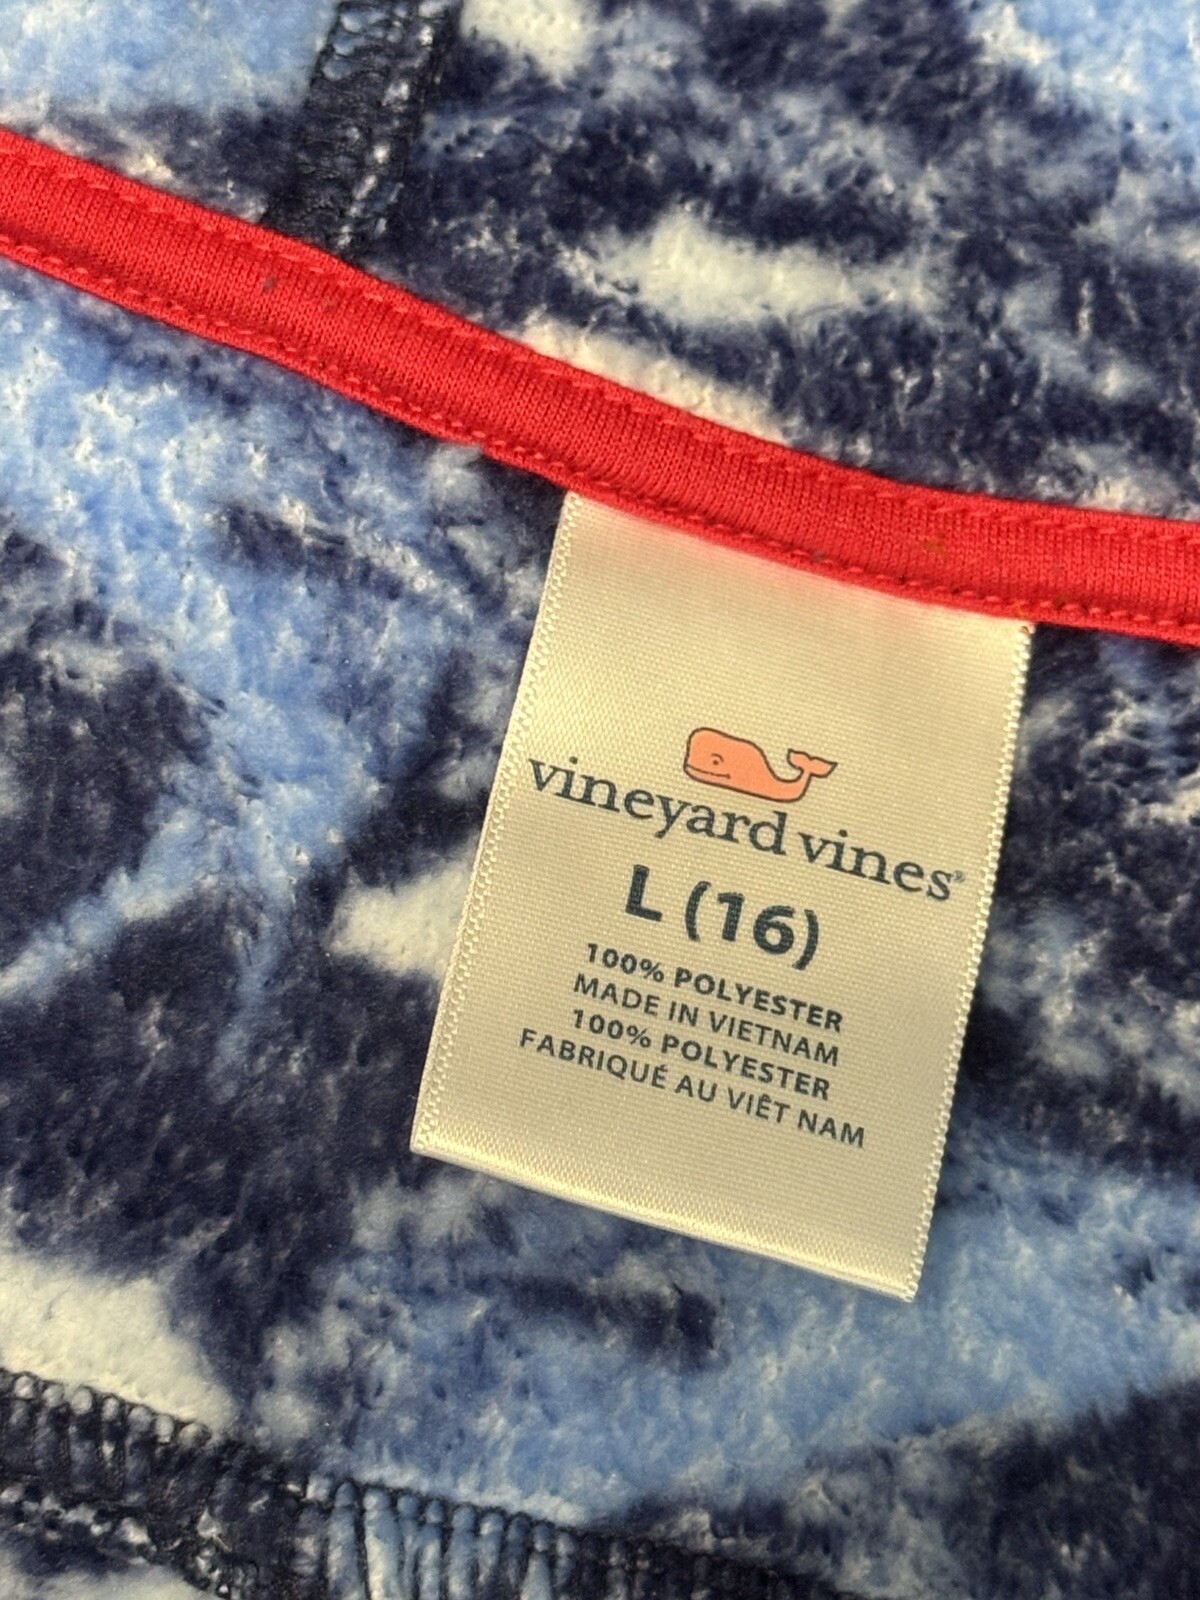 vineyard vines®
L (16)
100% POLYESTER
MADE IN VIETNAM
100% POLYESTER
FABRIQUÉ AU VIÊT NAM